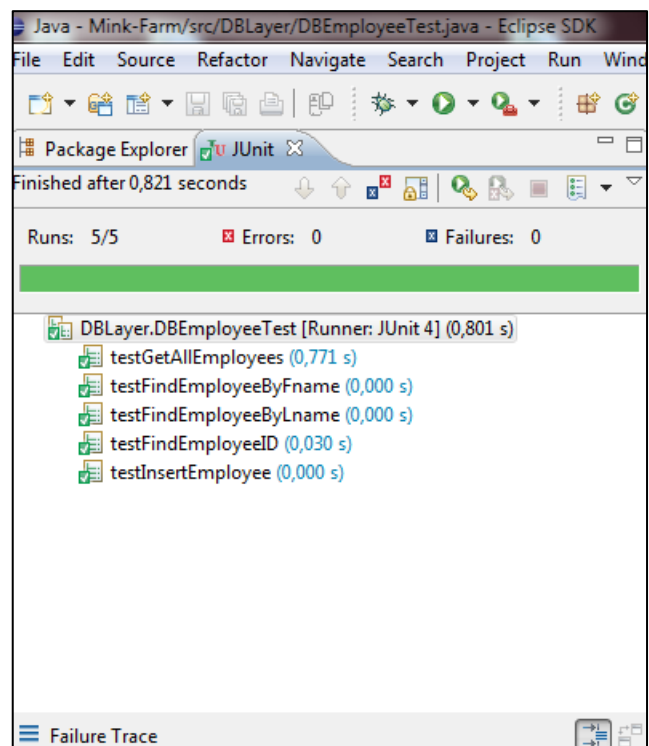 Java - Mink-Farm/src/DBLayer/DBEmployeeTest.java - Eclipse SDK
File Edit Source Refactor Navigate Search Project Run Wind
Package Explorer JUnit
Finished after 0,821 seconds
Runs: 5/5 Errors: 0 Failures: 0
DBLayer.DBEmployeeTest [Runner: JUnit 4] (0,801 s)
testGetAllEmployees (0,771 s)
testFindEmployeeByFname (0,000 s)
testFindEmployeeByLname (0,000 s)
testFindEmployeeID (0,030 s)
testInsertEmployee (0,000 s)
Failure Trace